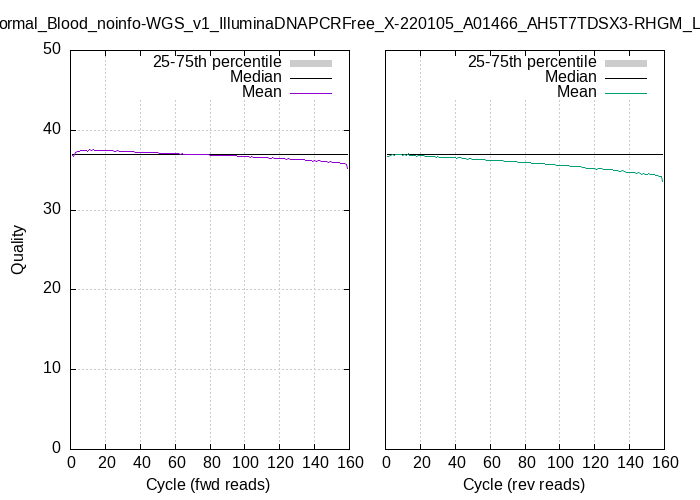 ormal_Blood_noinfo-WGS_v1_IlluminaDNAPCRFree_X-220105_A01466_AH5T7TDSX3-RHGM_L
25-75th percentile
Median
Mean
50
40
30
20
10
0
0 20 40 60 80 100 120 140 160
Quality
Cycle (fwd reads)
25-75th percentile
Median
Mean
0 20 40 60 80 100 120 140 160
Cycle (rev reads)